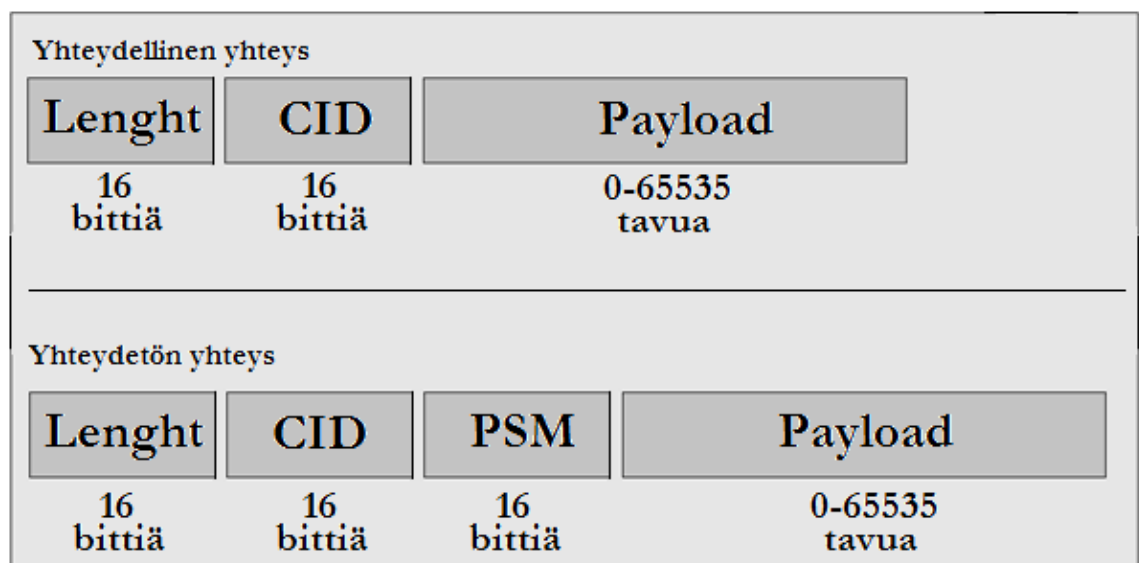 Yhteydellinen yhteys
Lenght CID Payload
16 16 0-65535
bittiä bittiä tavua
Yhteydetön yhteys
Lenght CID PSM Payload
16 16 16 0-65535
bittiä bittiä bittiä tavua